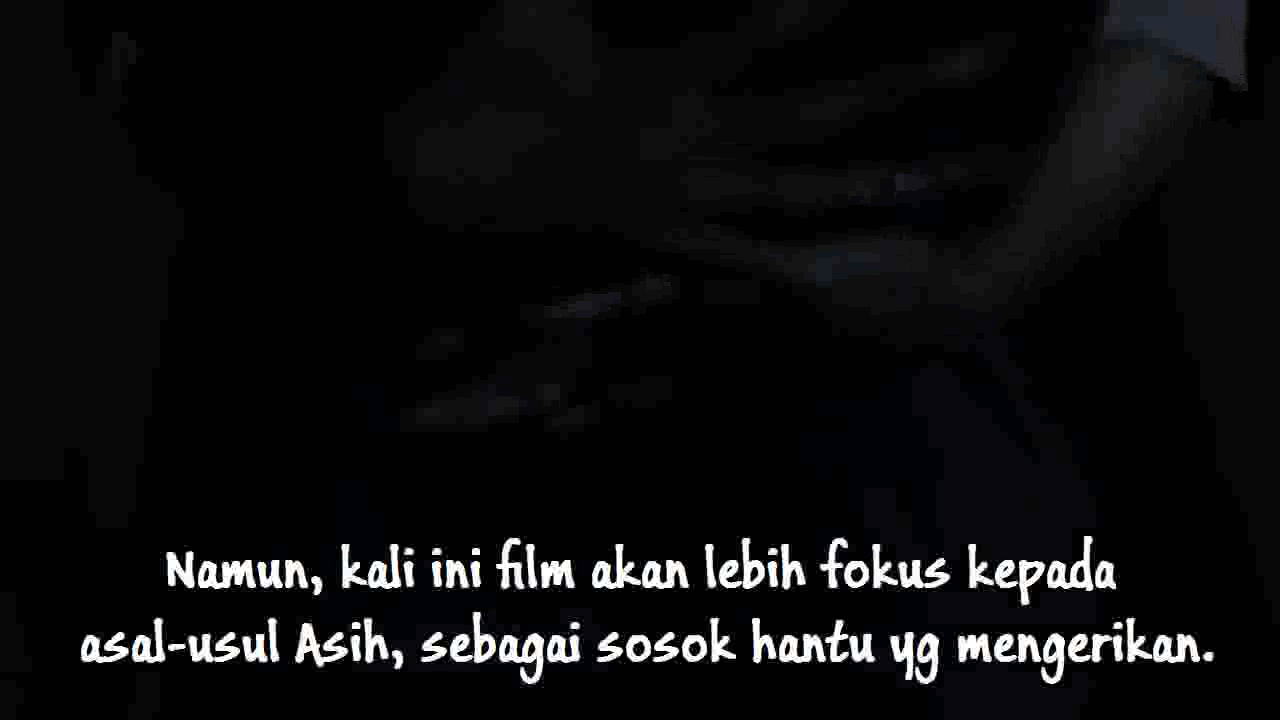 Namun, kali ini film akan lebih fokus kepada
asal-usul Asih, sebagai sosok hantu yg mengerikan.